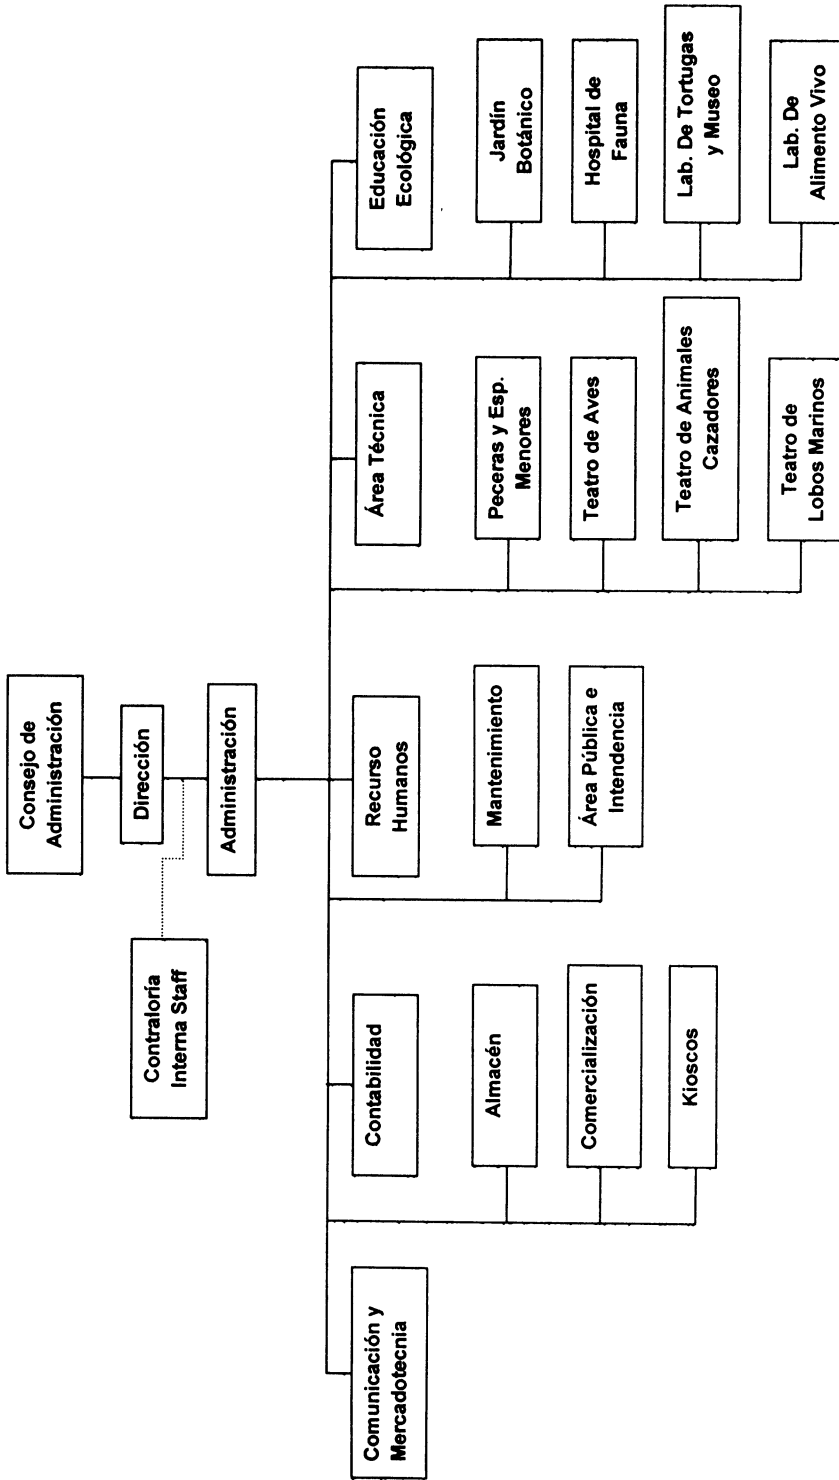 Consejo de
Administración
Dirección
Contraloría
Interna Staff
Administración
Comunicación y
Mercadotecnia
Contabilidad
Recurso
Humanos
Área Técnica
Educación
Ecológica
Almacén
Comercialización
Kioscos
Mantenimiento
Área Pública e
Intendencia
Peceras y Esp.
Menores
Teatro de Aves
Teatro de Animales
Cazadores
Teatro de
Lobos Marinos
Jardín
Botánico
Hospital de
Fauna
Lab. De Tortugas
y Museo
Lab. De
Alimento Vivo